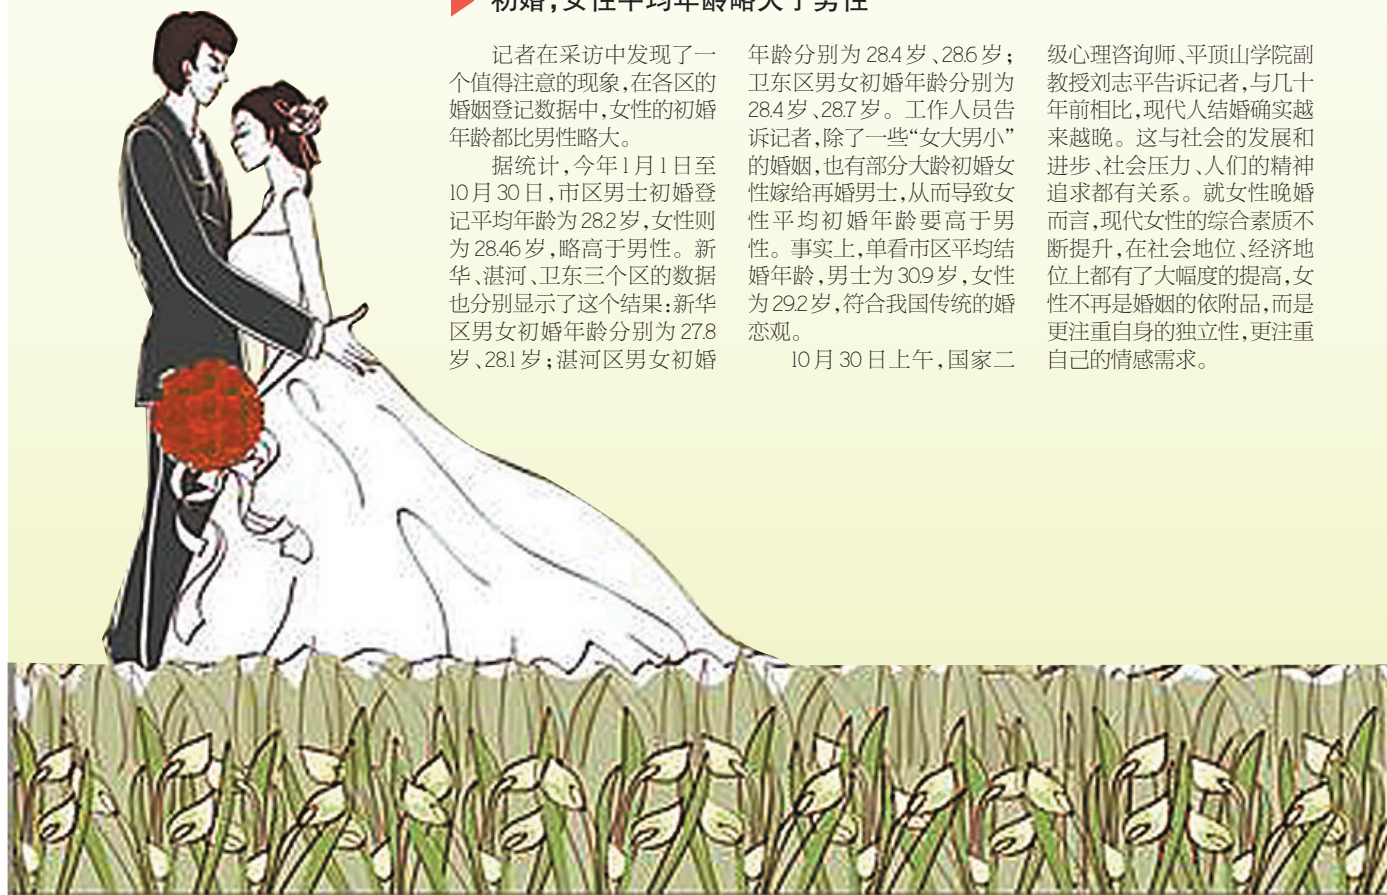 初婚，女性平均年龄略大于男性
记者在采访中发现了一
个值得注意的现象，在各区的
婚姻登记数据中，女性的初婚
年龄都比男性略大。
据统计，今年1月1日至
10月30日，市区男士初婚登
记平均年龄为28.2岁，女性则
为28.46岁，略高于男性。新
华、湛河、卫东三个区的数据
也分别显示了这个结果：新华
区男女初婚年龄分别为27.8
岁、28.1岁；湛河区男女初婚
年龄分别为28.4岁、28.6岁；
卫东区男女初婚年龄分别为
28.4岁、28.7岁。工作人员告
诉记者，除了一些“女大男小”
的婚姻，也有部分大龄初婚女
性嫁给再婚男士，从而导致女
性平均初婚年龄要高于男
性。事实上，单看市区平均结
婚年龄，男士为30.9岁，女性
为29.2岁，符合我国传统的婚
恋观。
10月30日上午，国家二
级心理咨询师、平顶山学院副
教授刘志平告诉记者，与几十
年前相比，现代人结婚确实越
来越晚。这与社会的发展和
进步、社会压力、人们的精神
追求都有关系。就女性晚婚
而言，现代女性的综合素质不
断提升，在社会地位、经济地
位上都有了大幅度的提高，女
性不再是婚姻的依附品，而是
更注重自身的独立性，更注重
自己的情感需求。